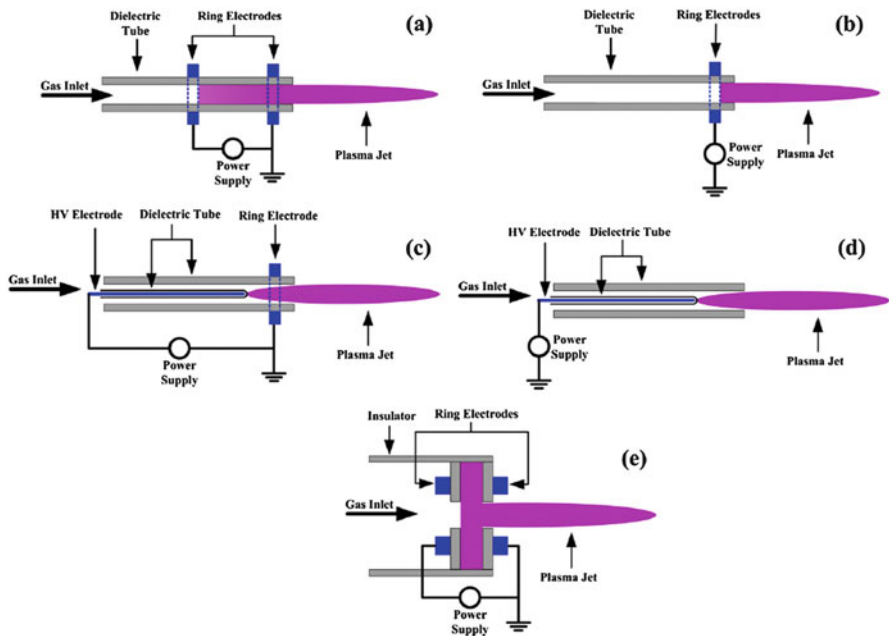 Dielectric
Tube
Ring Electrodes
(a)
Gas Inlet
Power
Supply
Plasma Jet
Dielectric
Tube
Ring Electrodes
(b)
Gas Inlet
Power
Supply
Plasma Jet
HV Electrode
Dielectric Tube
Ring Electrode
(c)
Gas Inlet
Power
Supply
Plasma Jet
HV Electrode
Dielectric Tube
(d)
Gas Inlet
Power
Supply
Plasma Jet
Insulator
Ring Electrodes
(e)
Gas Inlet
Power
Supply
Plasma Jet